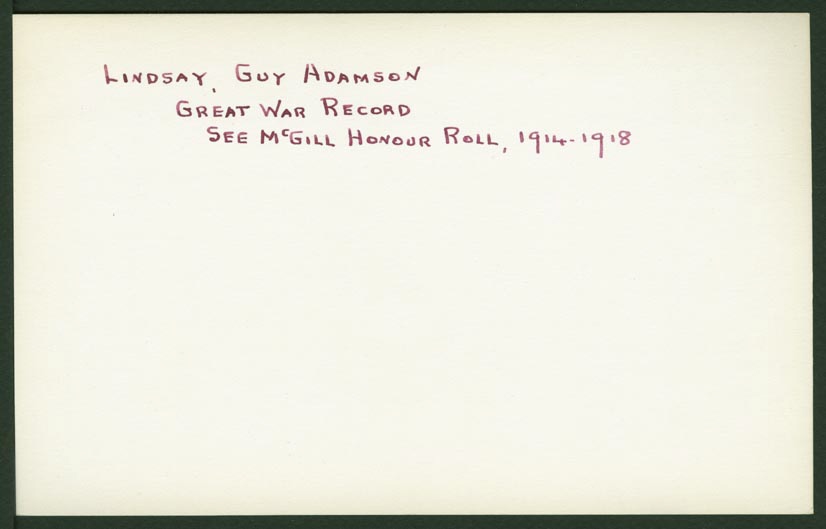 Lindsay, Guy Adamson
Great War Record
See McGill Honour Roll, 1914-1918